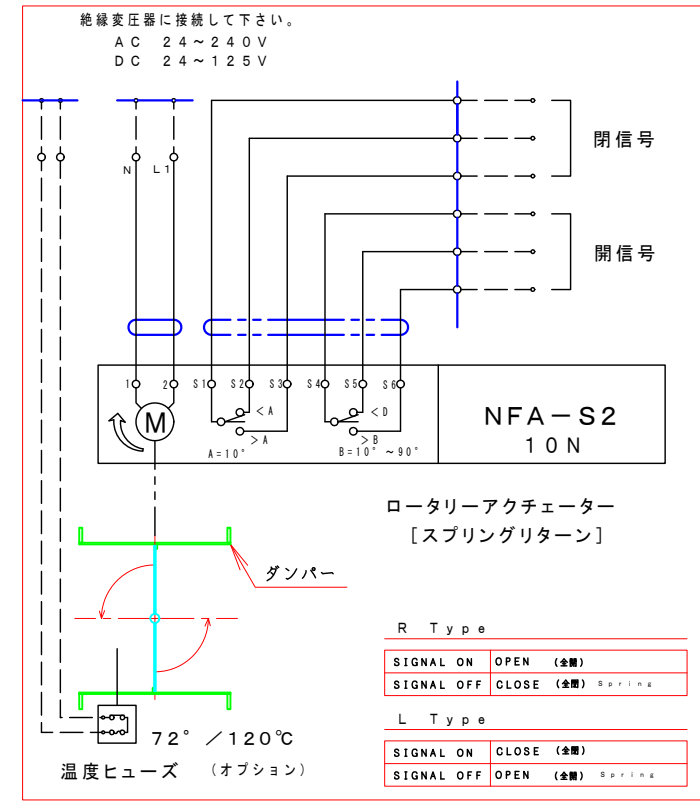 絶縁変圧器に接続して下さい。
AC 24~240V
DC 24~125V
N L1
閉信号
開信号
1 2 S1 S2 S3 S4 S5 S6
M
<A
>A
A=10°
<D
>B
B=10°~90°
NFA-S2
10N
ロータリーアクチェーター
[スプリングリターン]
ダンパー
R Type
SIGNAL ON OPEN (全開)
SIGNAL OFF CLOSE (全閉) Spring
L Type
SIGNAL ON CLOSE (全閉)
SIGNAL OFF OPEN (全開) Spring
72° /120℃
温度ヒューズ (オプション)